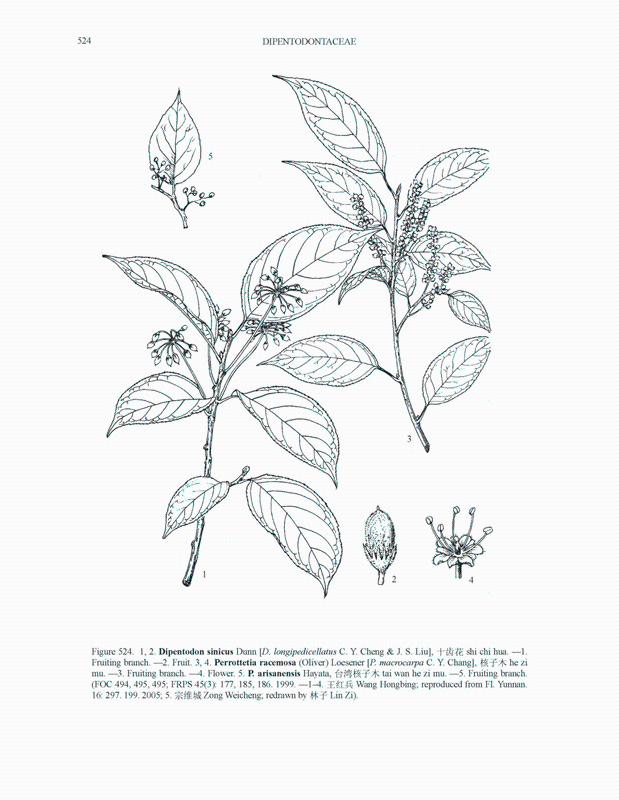 524
DIPENTODONTACEAE
5
3
1
2
4
Figure 524. 1, 2. Dipentodon sinicus Dunn [D. longipedicellatus C. Y. Cheng & J. S. Liu], 十齿花 shi chi hua. —1.
Fruiting branch. —2. Fruit. 3, 4. Perrottetia racemosa (Oliver) Loesener [P. macrocarpa C. Y. Chang], 核子木 he zi
mu. —3. Fruiting branch. —4. Flower. 5. P. arisanensis Hayata, 台湾核子木 tai wan he zi mu. —5. Fruiting branch.
(FOC 494, 495, 495; FRPS 45(3): 177, 185, 186. 1999. —1–4. 王红兵 Wang Hongbing; reproduced from Fl. Yunnan.
16: 297. 199. 2005; 5. 宗维城 Zong Weicheng; redrawn by 林子 Lin Zi).